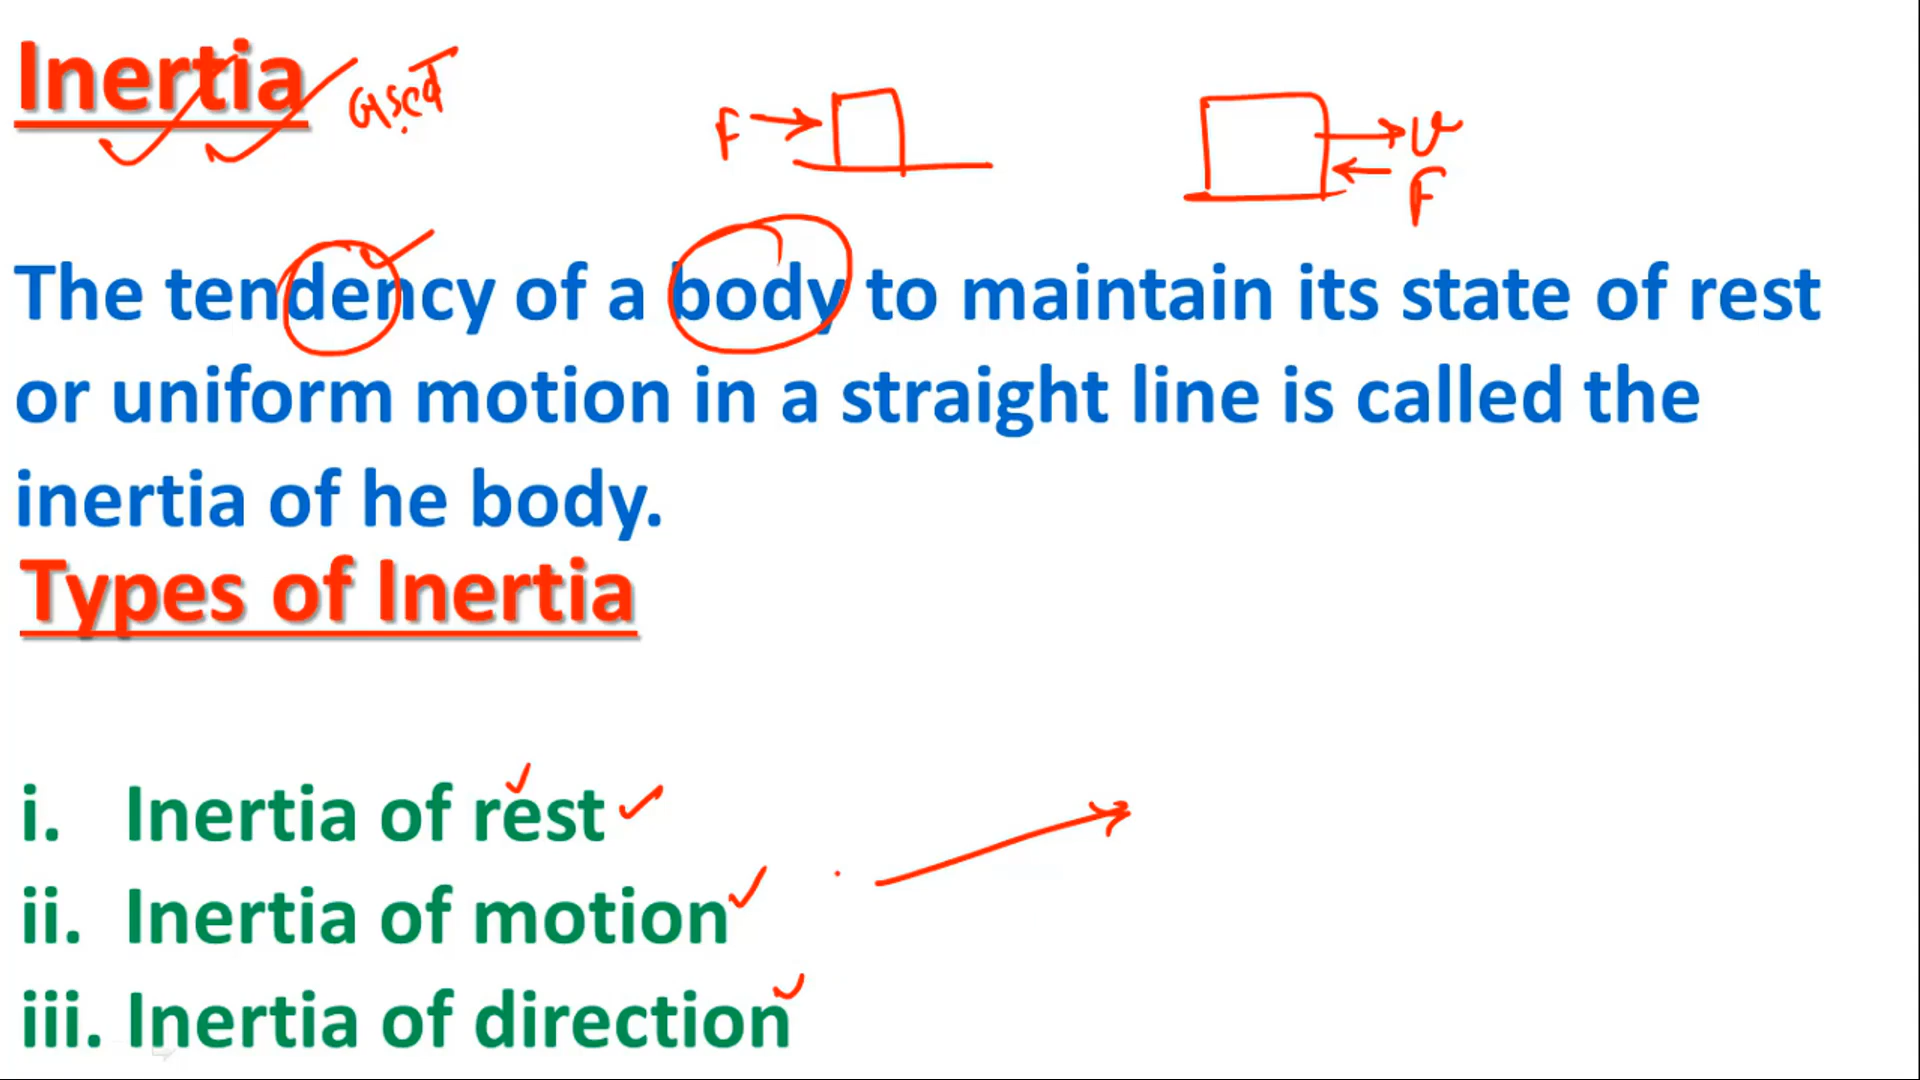 Inertia
F
v
F
The tendency of a body to maintain its state of rest
or uniform motion in a straight line is called the
inertia of he body.
Types of Inertia
i. Inertia of rest
ii. Inertia of motion
iii. Inertia of direction